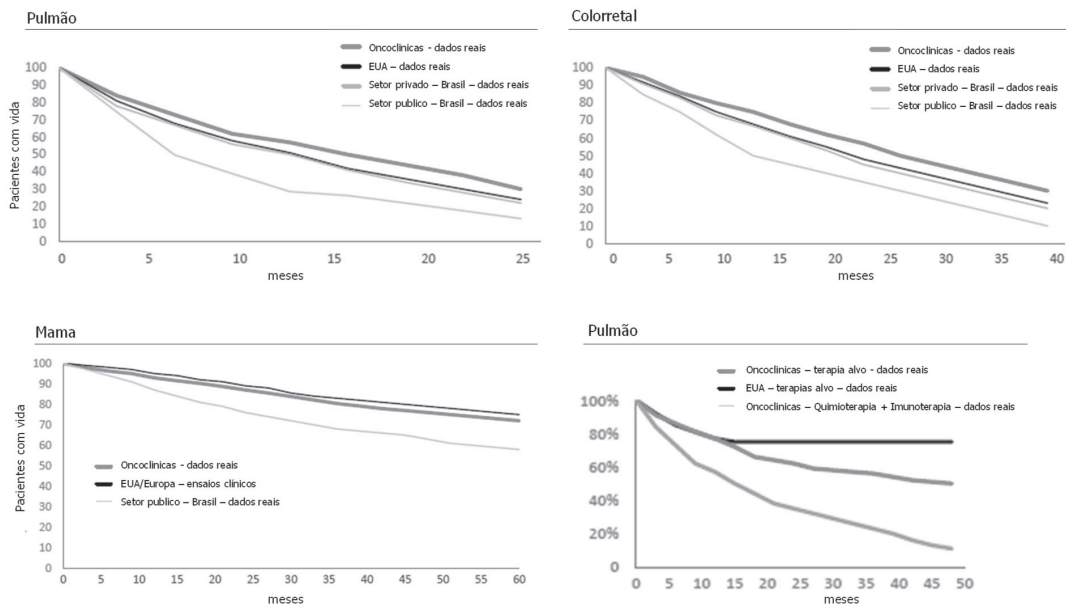 Pulmão
Oncoclinicas - dados reais
EUA – dados reais
Setor privado – Brasil – dados reais
Setor publico – Brasil – dados reais
Pacientes com vida
100
90
80
70
60
50
40
30
20
10
0
0 5 10 15 20 25
meses
Colorretal
Oncoclinicas - dados reais
EUA – dados reais
Setor privado – Brasil – dados reais
Setor publico – Brasil – dados reais
100
90
80
70
60
50
40
30
20
10
0
0 5 10 15 20 25 30 35 40
meses
Mama
Pacientes com vida
100
90
80
70
60
50
40
30
20
10
0
Oncoclinicas - dados reais
EUA/Europa – ensaios clínicos
Setor publico – Brasil – dados reais
0 5 10 15 20 25 30 35 40 45 50 55 60
meses
Pulmão
Oncoclinicas – terapia alvo - dados reais
EUA – terapias alvo – dados reais
Oncoclinicas – Quimioterapia + Imunoterapia – dados reais
100%
80%
60%
40%
20%
0
0 5 10 15 20 25 30 35 40 45 50
meses